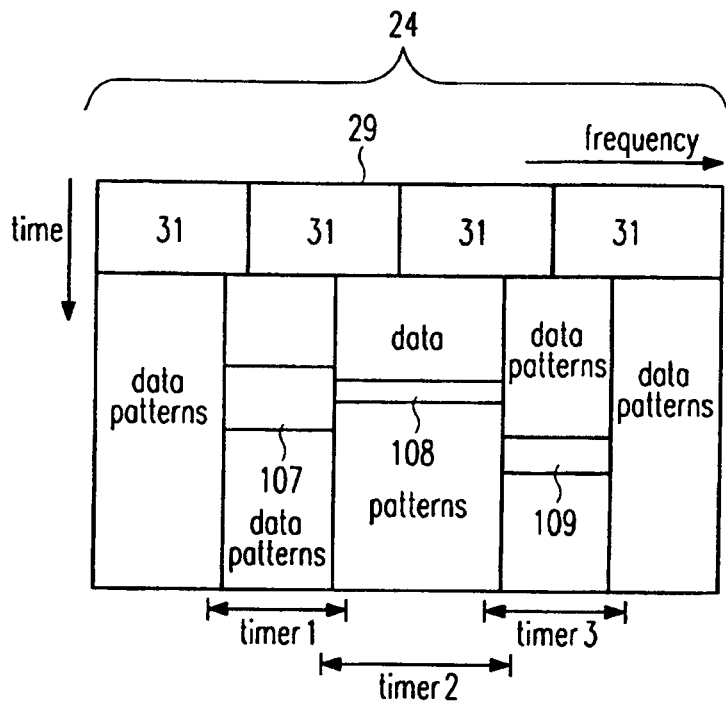 24
29
frequency
time
31 31 31 31
data
patterns
data
data
patterns
data
patterns
107
data
patterns
108
patterns
109
timer 1
timer 3
timer 2